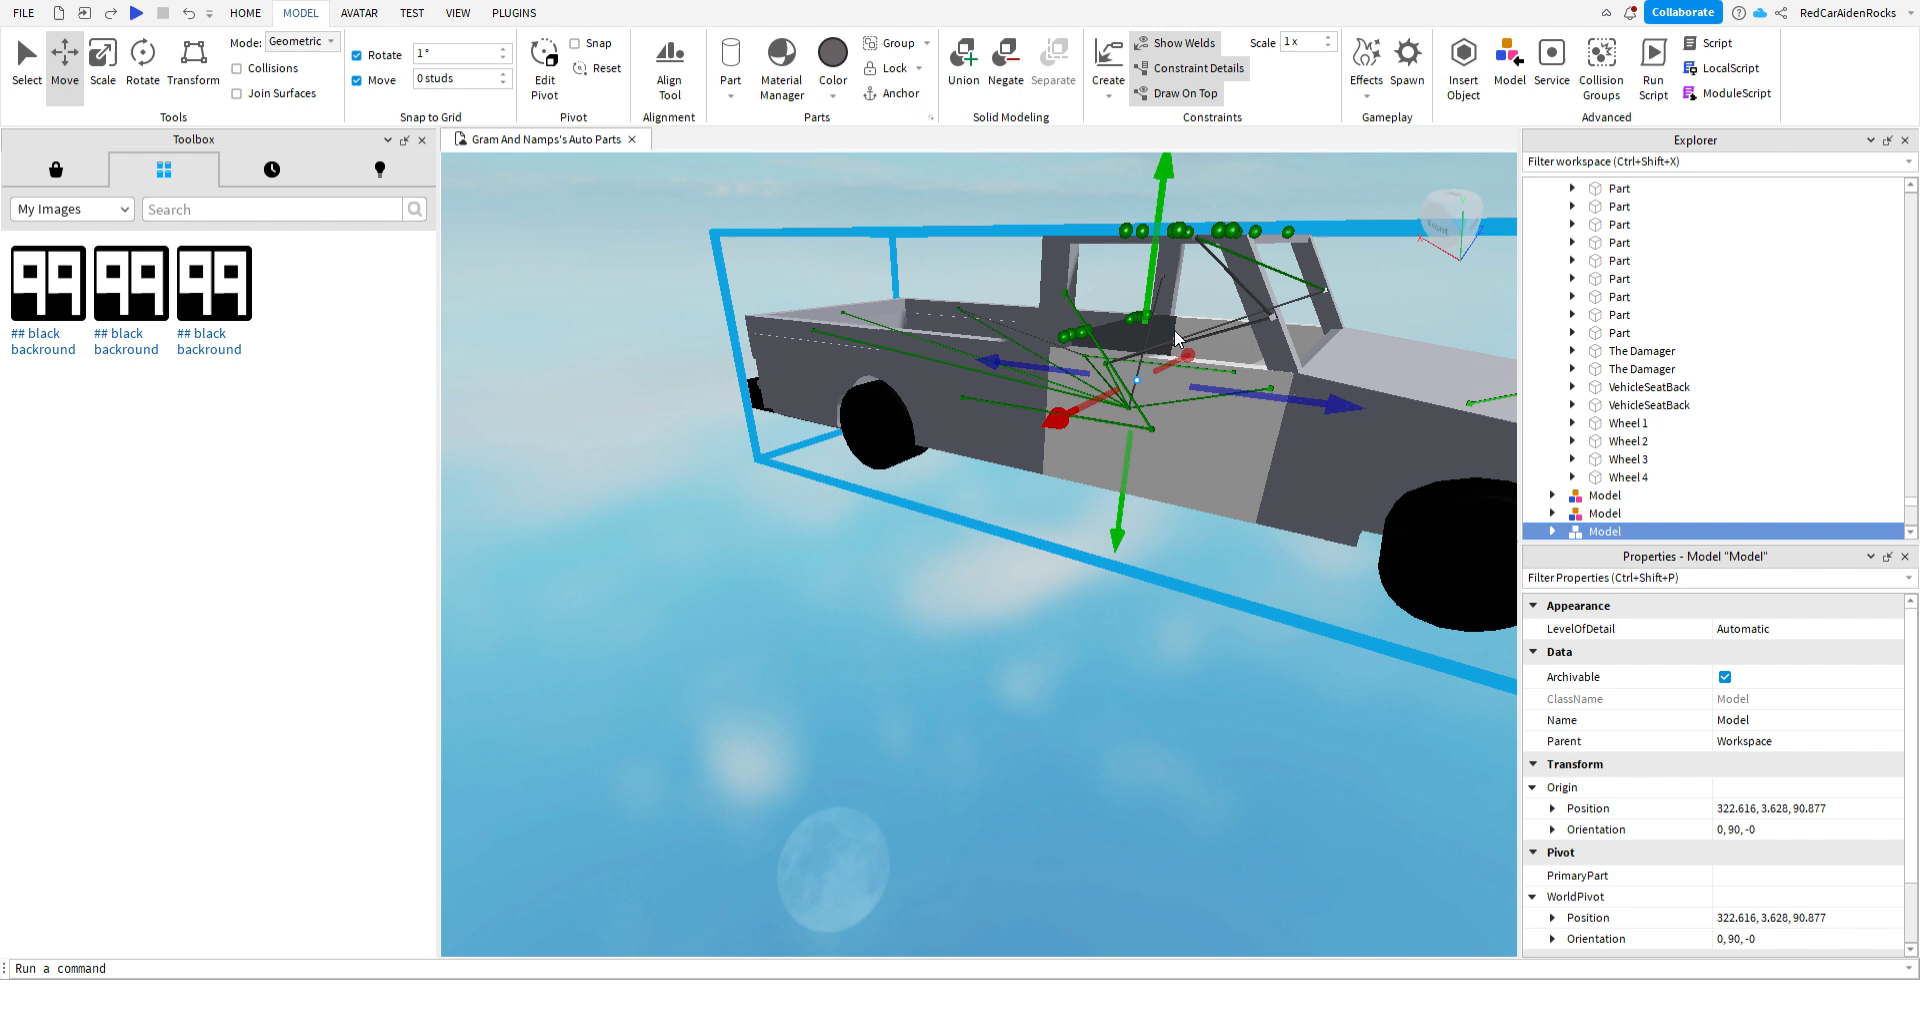 FILE HOME MODEL AVATAR TEST VIEW PLUGINS Collaborate RedCarAidenRocks
Select Move Scale Rotate Transform
Mode: Geometric
Collisions
Join Surfaces
Tools
Rotate 1°
Move 0 studs
Snap to Grid
Edit Pivot
Snap
Reset
Pivot
Align Tool
Alignment
Part
Material Manager
Color
Group
Lock
Anchor
Parts
Union Negate Separate
Solid Modeling
Create
Show Welds
Constraint Details
Draw On Top
Scale 1 x
Constraints
Effects Spawn
Gameplay
Insert Object
Model
Service
Collision Groups
Run Script
Script
LocalScript
ModuleScript
Advanced
Toolbox
My Images Search
99 99 99
## black backround
## black backround
## black backround
Gram And Namps's Auto Parts
Front
X
Y
Explorer
Filter workspace (Ctrl+Shift+X)
Part
Part
Part
Part
Part
Part
Part
Part
Part
The Damager
The Damager
VehicleSeatBack
VehicleSeatBack
Wheel 1
Wheel 2
Wheel 3
Wheel 4
Model
Model
Model
Properties - Model "Model"
Filter Properties (Ctrl+Shift+P)
Appearance
LevelOfDetail Automatic
Data
Archivable
ClassName Model
Name Model
Parent Workspace
Transform
Origin
Position 322.616, 3.628, 90.877
Orientation 0, 90, -0
Pivot
PrimaryPart
WorldPivot
Position 322.616, 3.628, 90.877
Orientation 0, 90, -0
Run a command